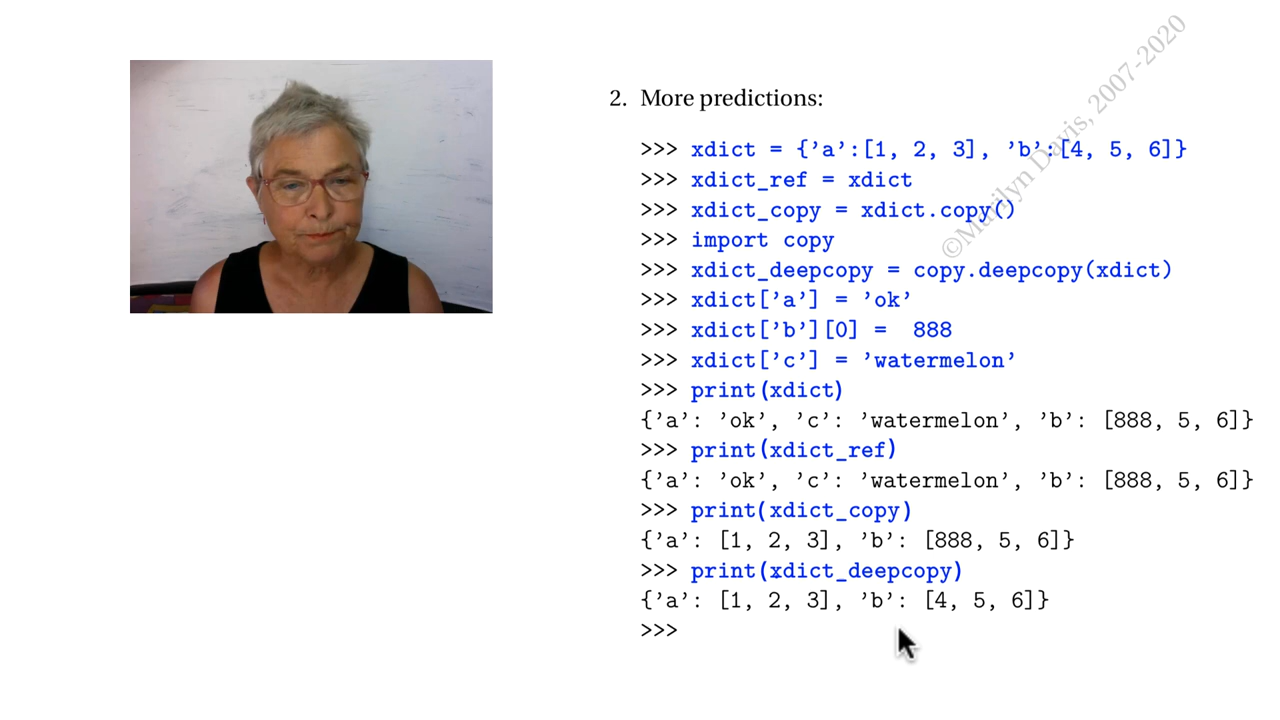 ©Marilyn Davis, 2007-2020
2. More predictions:
>>> xdict = {’a’:[1, 2, 3], ’b’:[4, 5, 6]}
>>> xdict_ref = xdict
>>> xdict_copy = xdict.copy()
>>> import copy
>>> xdict_deepcopy = copy.deepcopy(xdict)
>>> xdict[’a’] = ’ok’
>>> xdict[’b’][0] =  888
>>> xdict[’c’] = ’watermelon’
>>> print(xdict)
{’a’: ’ok’, ’c’: ’watermelon’, ’b’: [888, 5, 6]}
>>> print(xdict_ref)
{’a’: ’ok’, ’c’: ’watermelon’, ’b’: [888, 5, 6]}
>>> print(xdict_copy)
{’a’: [1, 2, 3], ’b’: [888, 5, 6]}
>>> print(xdict_deepcopy)
{’a’: [1, 2, 3], ’b’: [4, 5, 6]}
>>>